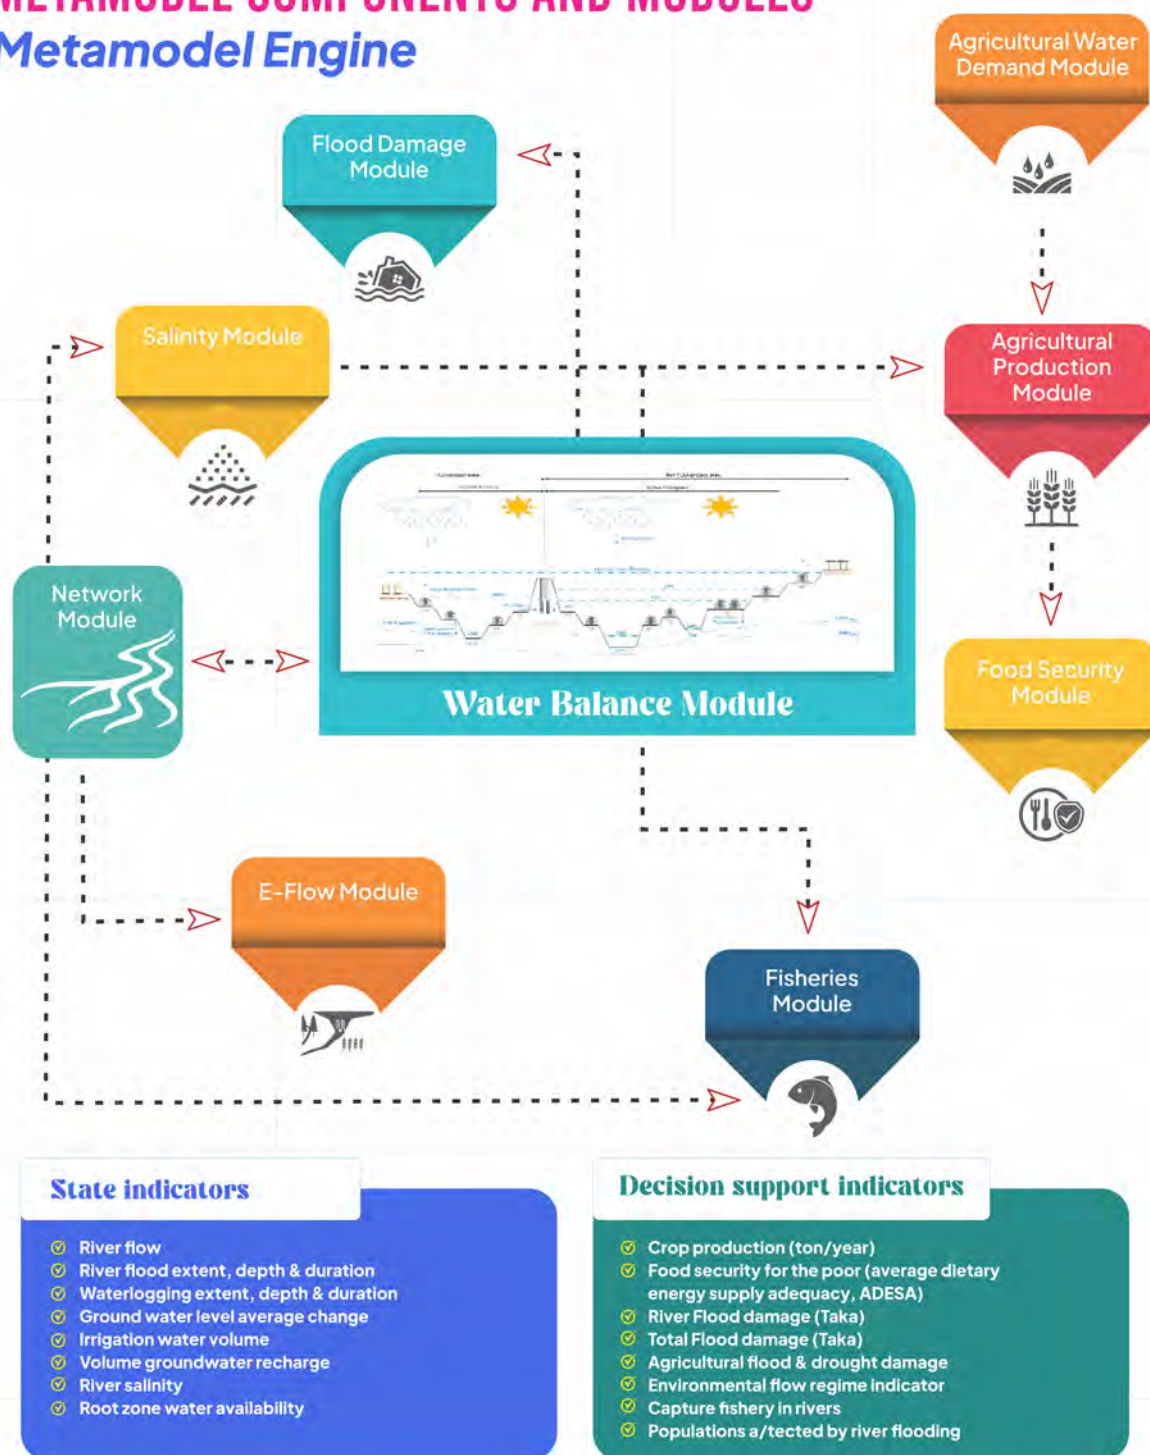 METAMODEL COMPONENTS AND MODULES
Metamodel Engine
Agricultural Water
Demand Module
Flood Damage
Module
Salinity Module
Agricultural
Production
Module
Network
Module
Water Balance Module
Food Security
Module
E-Flow Module
Fisheries
Module
State indicators
River flow
River flood extent, depth & duration
Waterlogging extent, depth & duration
Ground water level average change
Irrigation water volume
Volume groundwater recharge
River salinity
Root zone water availability
Decision support indicators
Crop production (ton/year)
Food security for the poor (average dietary
energy supply adequacy, ADESA)
River Flood damage (Taka)
Total Flood damage (Taka)
Agricultural flood & drought damage
Environmental flow regime indicator
Capture fishery in rivers
Populations a/tected by river flooding